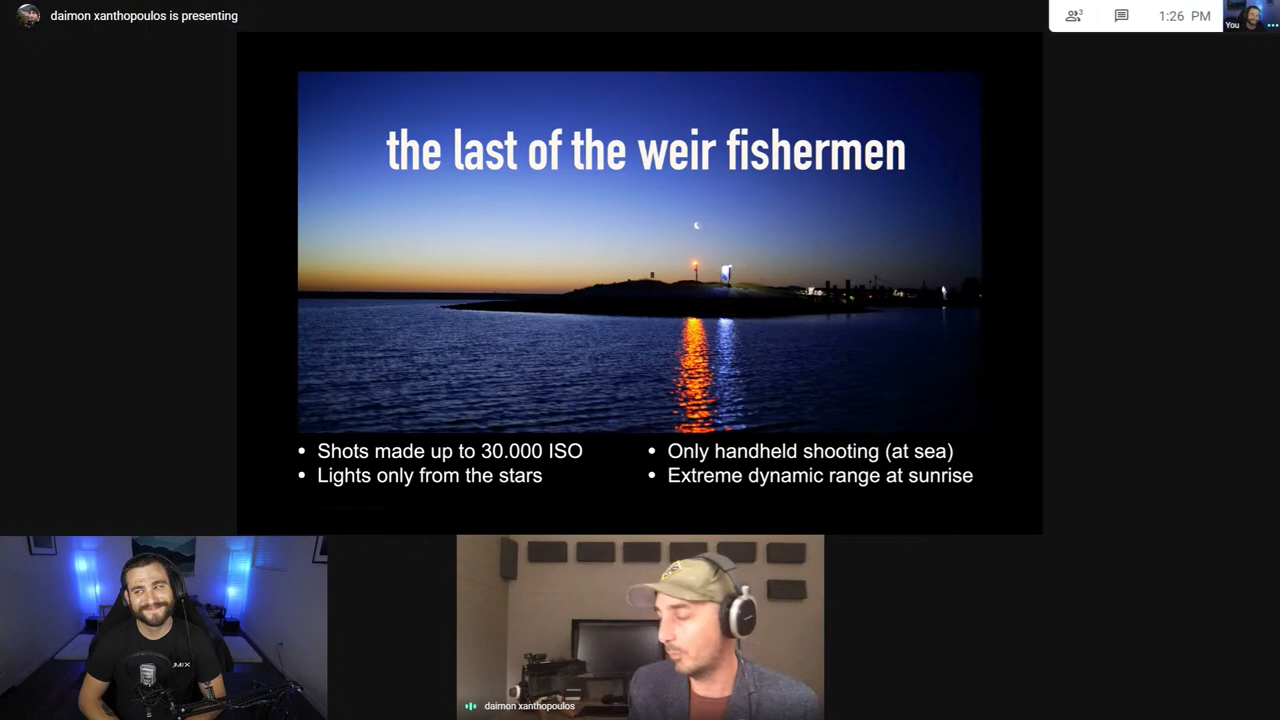 daimon xanthopoulos is presenting
3
1:26 PM
You
the last of the weir fishermen
• Shots made up to 30.000 ISO
• Lights only from the stars
• Only handheld shooting (at sea)
• Extreme dynamic range at sunrise
daimon xanthopoulos